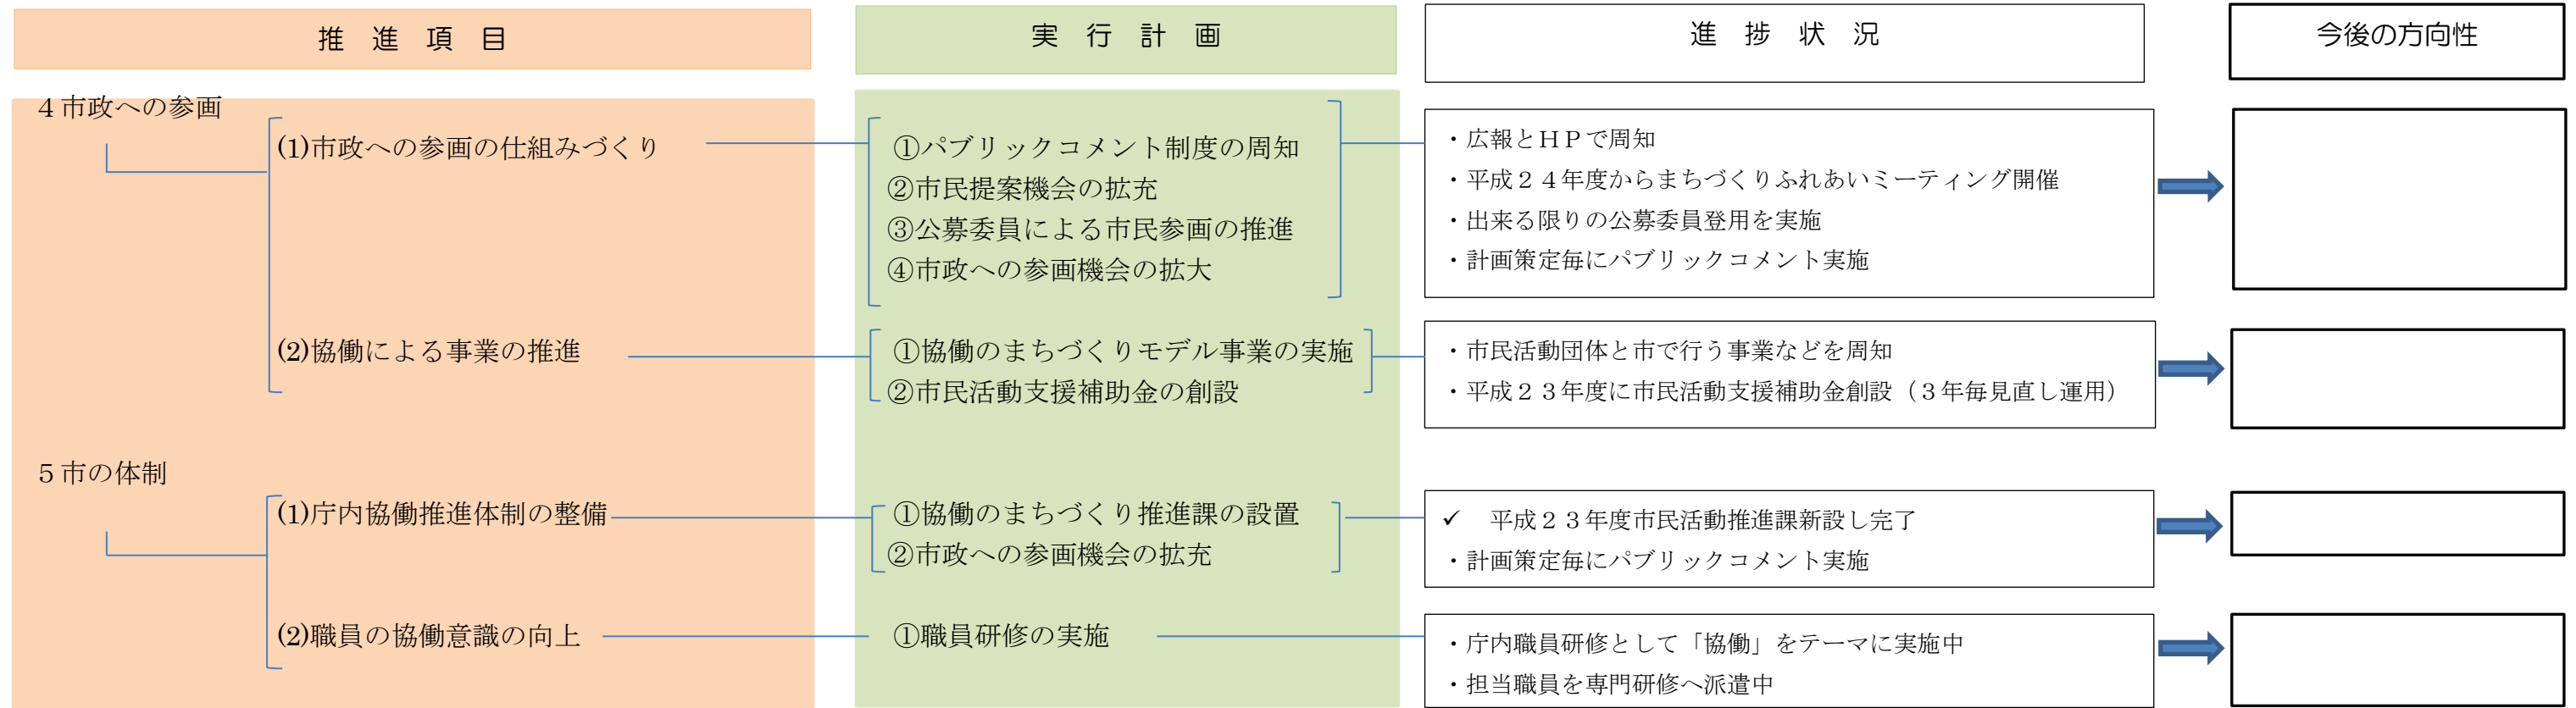 推 進 項 目
実 行 計 画
進 捗 状 況
今後の方向性
４市政への参画
(1)市政への参画の仕組みづくり
①パブリックコメント制度の周知
②市民提案機会の拡充
③公募委員による市民参画の推進
④市政への参画機会の拡大
・広報とＨＰで周知
・平成２４年度からまちづくりふれあいミーティング開催
・出来る限りの公募委員登用を実施
・計画策定毎にパブリックコメント実施
(2)協働による事業の推進
①協働のまちづくりモデル事業の実施
②市民活動支援補助金の創設
・市民活動団体と市で行う事業などを周知
・平成２３年度に市民活動支援補助金創設（３年毎見直し運用）
５市の体制
(1)庁内協働推進体制の整備
①協働のまちづくり推進課の設置
②市政への参画機会の拡充
✓ 平成２３年度市民活動推進課新設し完了
・計画策定毎にパブリックコメント実施
(2)職員の協働意識の向上
①職員研修の実施
・庁内職員研修として「協働」をテーマに実施中
・担当職員を専門研修へ派遣中